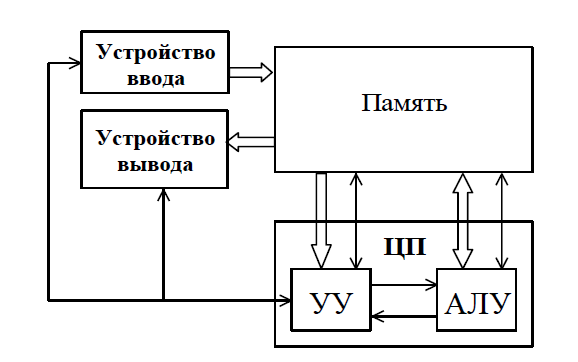 Устройство
ввода
Память
Устройство
вывода
ЦП
УУ
АЛУ